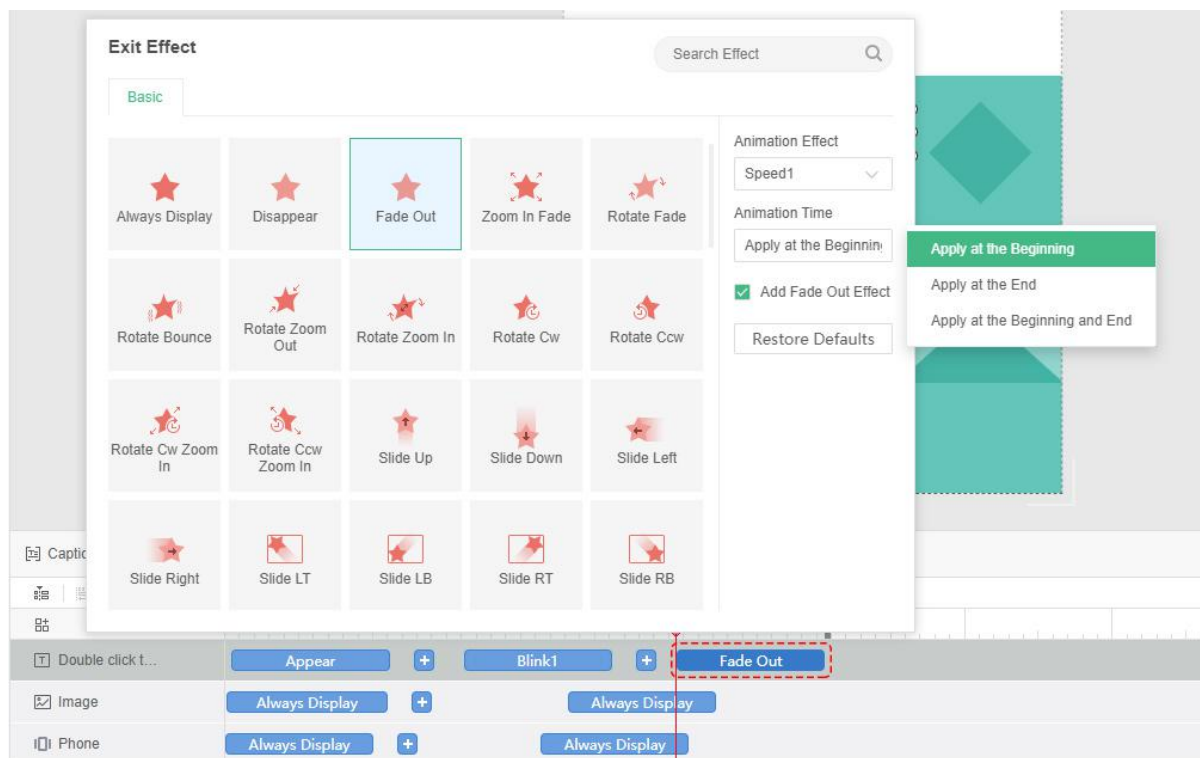 Exit Effect
Search Effect
Basic
Always Display
Disappear
Fade Out
Zoom In Fade
Rotate Fade
Rotate Bounce
Rotate Zoom
Out
Rotate Zoom In
Rotate Cw
Rotate Ccw
Rotate Cw Zoom
In
Rotate Ccw
Zoom In
Slide Up
Slide Down
Slide Left
Slide Right
Slide LT
Slide LB
Slide RT
Slide RB
Animation Effect
Speed1
Animation Time
Apply at the Beginning
Add Fade Out Effect
Restore Defaults
Apply at the Beginning
Apply at the End
Apply at the Beginning and End
Captio
Double click t...
Appear
Blink1
Fade Out
Image
Always Display
Always Display
Phone
Always Display
Always Display